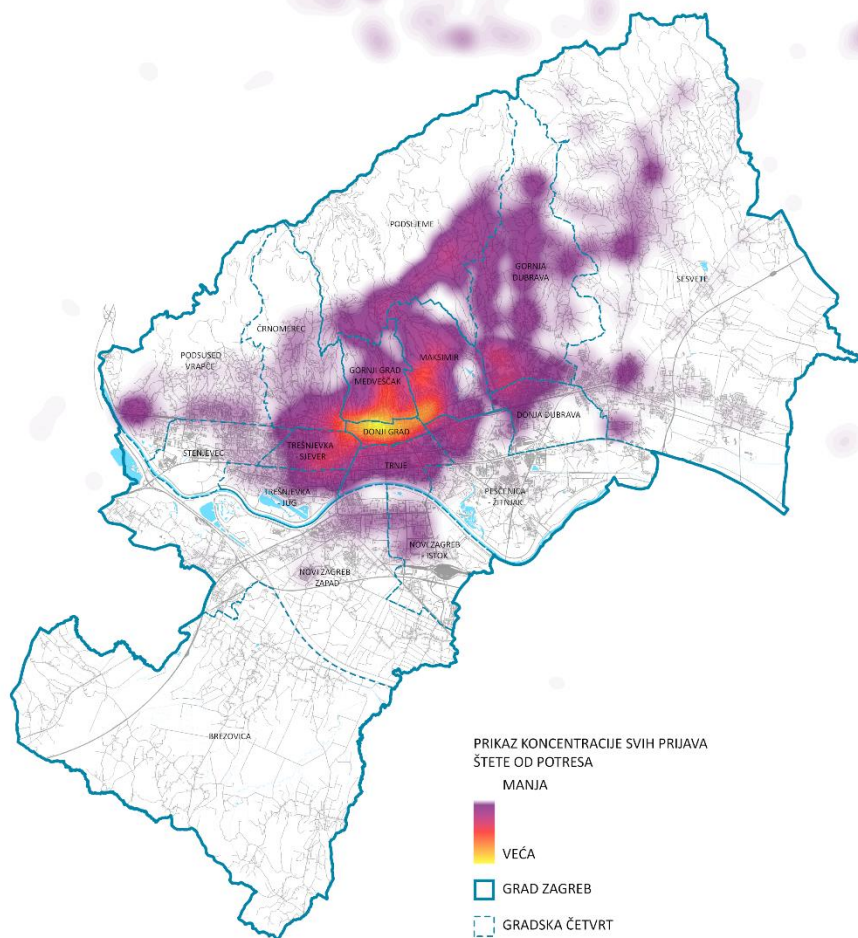 PODSLJEME
GORNJA
DUBRAVA
SESVETE
ČRNOMEREC
PODSUSED
VRAPČE
MAKSIMIR
GORNJI GRAD
MEDVEŠČAK
DONJA DUBRAVA
DONJI GRAD
TREŠNJEVKA
- SJEVER
STENJEVEC
TRNJE
PEŠČENICA
- ŽITNJAK
TREŠNJEVKA
- JUG
NOVI ZAGREB
- ISTOK
NOVI ZAGREB
ZAPAD
BREZOVICA
PRIKAZ KONCENTRACIJE SVIH PRIJAVA
ŠTETE OD POTRESA
MANJA
VEĆA
GRAD ZAGREB
GRADSKA ČETVRT